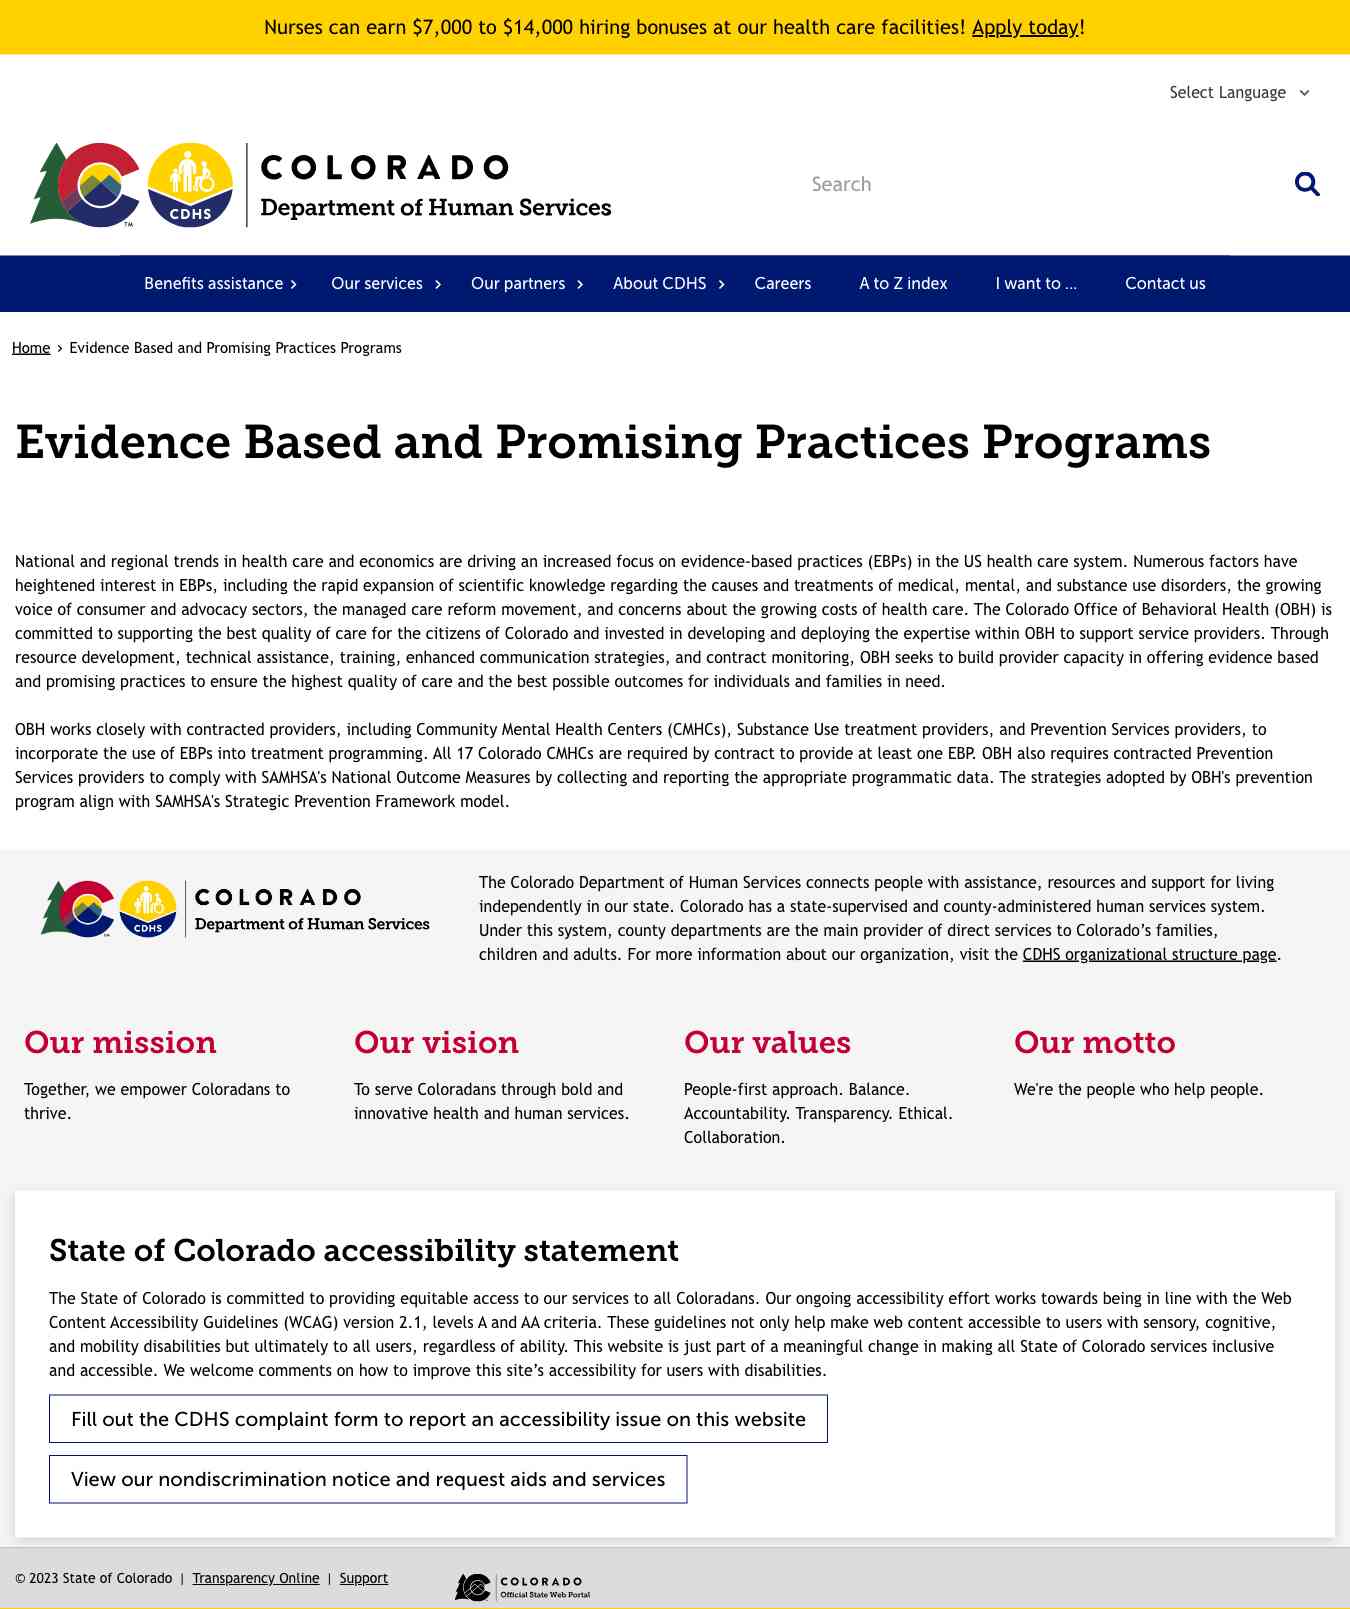 Nurses can earn $7,000 to $14,000 hiring bonuses at our health care facilities! Apply today!
Select Language
CDHS
TM
COLORADO
Department of Human Services
Search
Benefits assistance
Our services
Our partners
About CDHS
Careers
A to Z index
I want to ...
Contact us
Home › Evidence Based and Promising Practices Programs
Evidence Based and Promising Practices Programs
National and regional trends in health care and economics are driving an increased focus on evidence-based practices (EBPs) in the US health care system. Numerous factors have
heightened interest in EBPs, including the rapid expansion of scientific knowledge regarding the causes and treatments of medical, mental, and substance use disorders, the growing
voice of consumer and advocacy sectors, the managed care reform movement, and concerns about the growing costs of health care. The Colorado Office of Behavioral Health (OBH) is
committed to supporting the best quality of care for the citizens of Colorado and invested in developing and deploying the expertise within OBH to support service providers. Through
resource development, technical assistance, training, enhanced communication strategies, and contract monitoring, OBH seeks to build provider capacity in offering evidence based
and promising practices to ensure the highest quality of care and the best possible outcomes for individuals and families in need.
OBH works closely with contracted providers, including Community Mental Health Centers (CMHCs), Substance Use treatment providers, and Prevention Services providers, to
incorporate the use of EBPs into treatment programming. All 17 Colorado CMHCs are required by contract to provide at least one EBP. OBH also requires contracted Prevention
Services providers to comply with SAMHSA's National Outcome Measures by collecting and reporting the appropriate programmatic data. The strategies adopted by OBH's prevention
program align with SAMHSA's Strategic Prevention Framework model.
CDHS
TM
COLORADO
Department of Human Services
The Colorado Department of Human Services connects people with assistance, resources and support for living
independently in our state. Colorado has a state-supervised and county-administered human services system.
Under this system, county departments are the main provider of direct services to Colorado’s families,
children and adults. For more information about our organization, visit the CDHS organizational structure page.
Our mission
Together, we empower Coloradans to
thrive.
Our vision
To serve Coloradans through bold and
innovative health and human services.
Our values
People-first approach. Balance.
Accountability. Transparency. Ethical.
Collaboration.
Our motto
We're the people who help people.
State of Colorado accessibility statement
The State of Colorado is committed to providing equitable access to our services to all Coloradans. Our ongoing accessibility effort works towards being in line with the Web
Content Accessibility Guidelines (WCAG) version 2.1, levels A and AA criteria. These guidelines not only help make web content accessible to users with sensory, cognitive,
and mobility disabilities but ultimately to all users, regardless of ability. This website is just part of a meaningful change in making all State of Colorado services inclusive
and accessible. We welcome comments on how to improve this site’s accessibility for users with disabilities.
Fill out the CDHS complaint form to report an accessibility issue on this website
View our nondiscrimination notice and request aids and services
© 2023 State of Colorado | Transparency Online | Support
COLORADO
Official State Web Portal